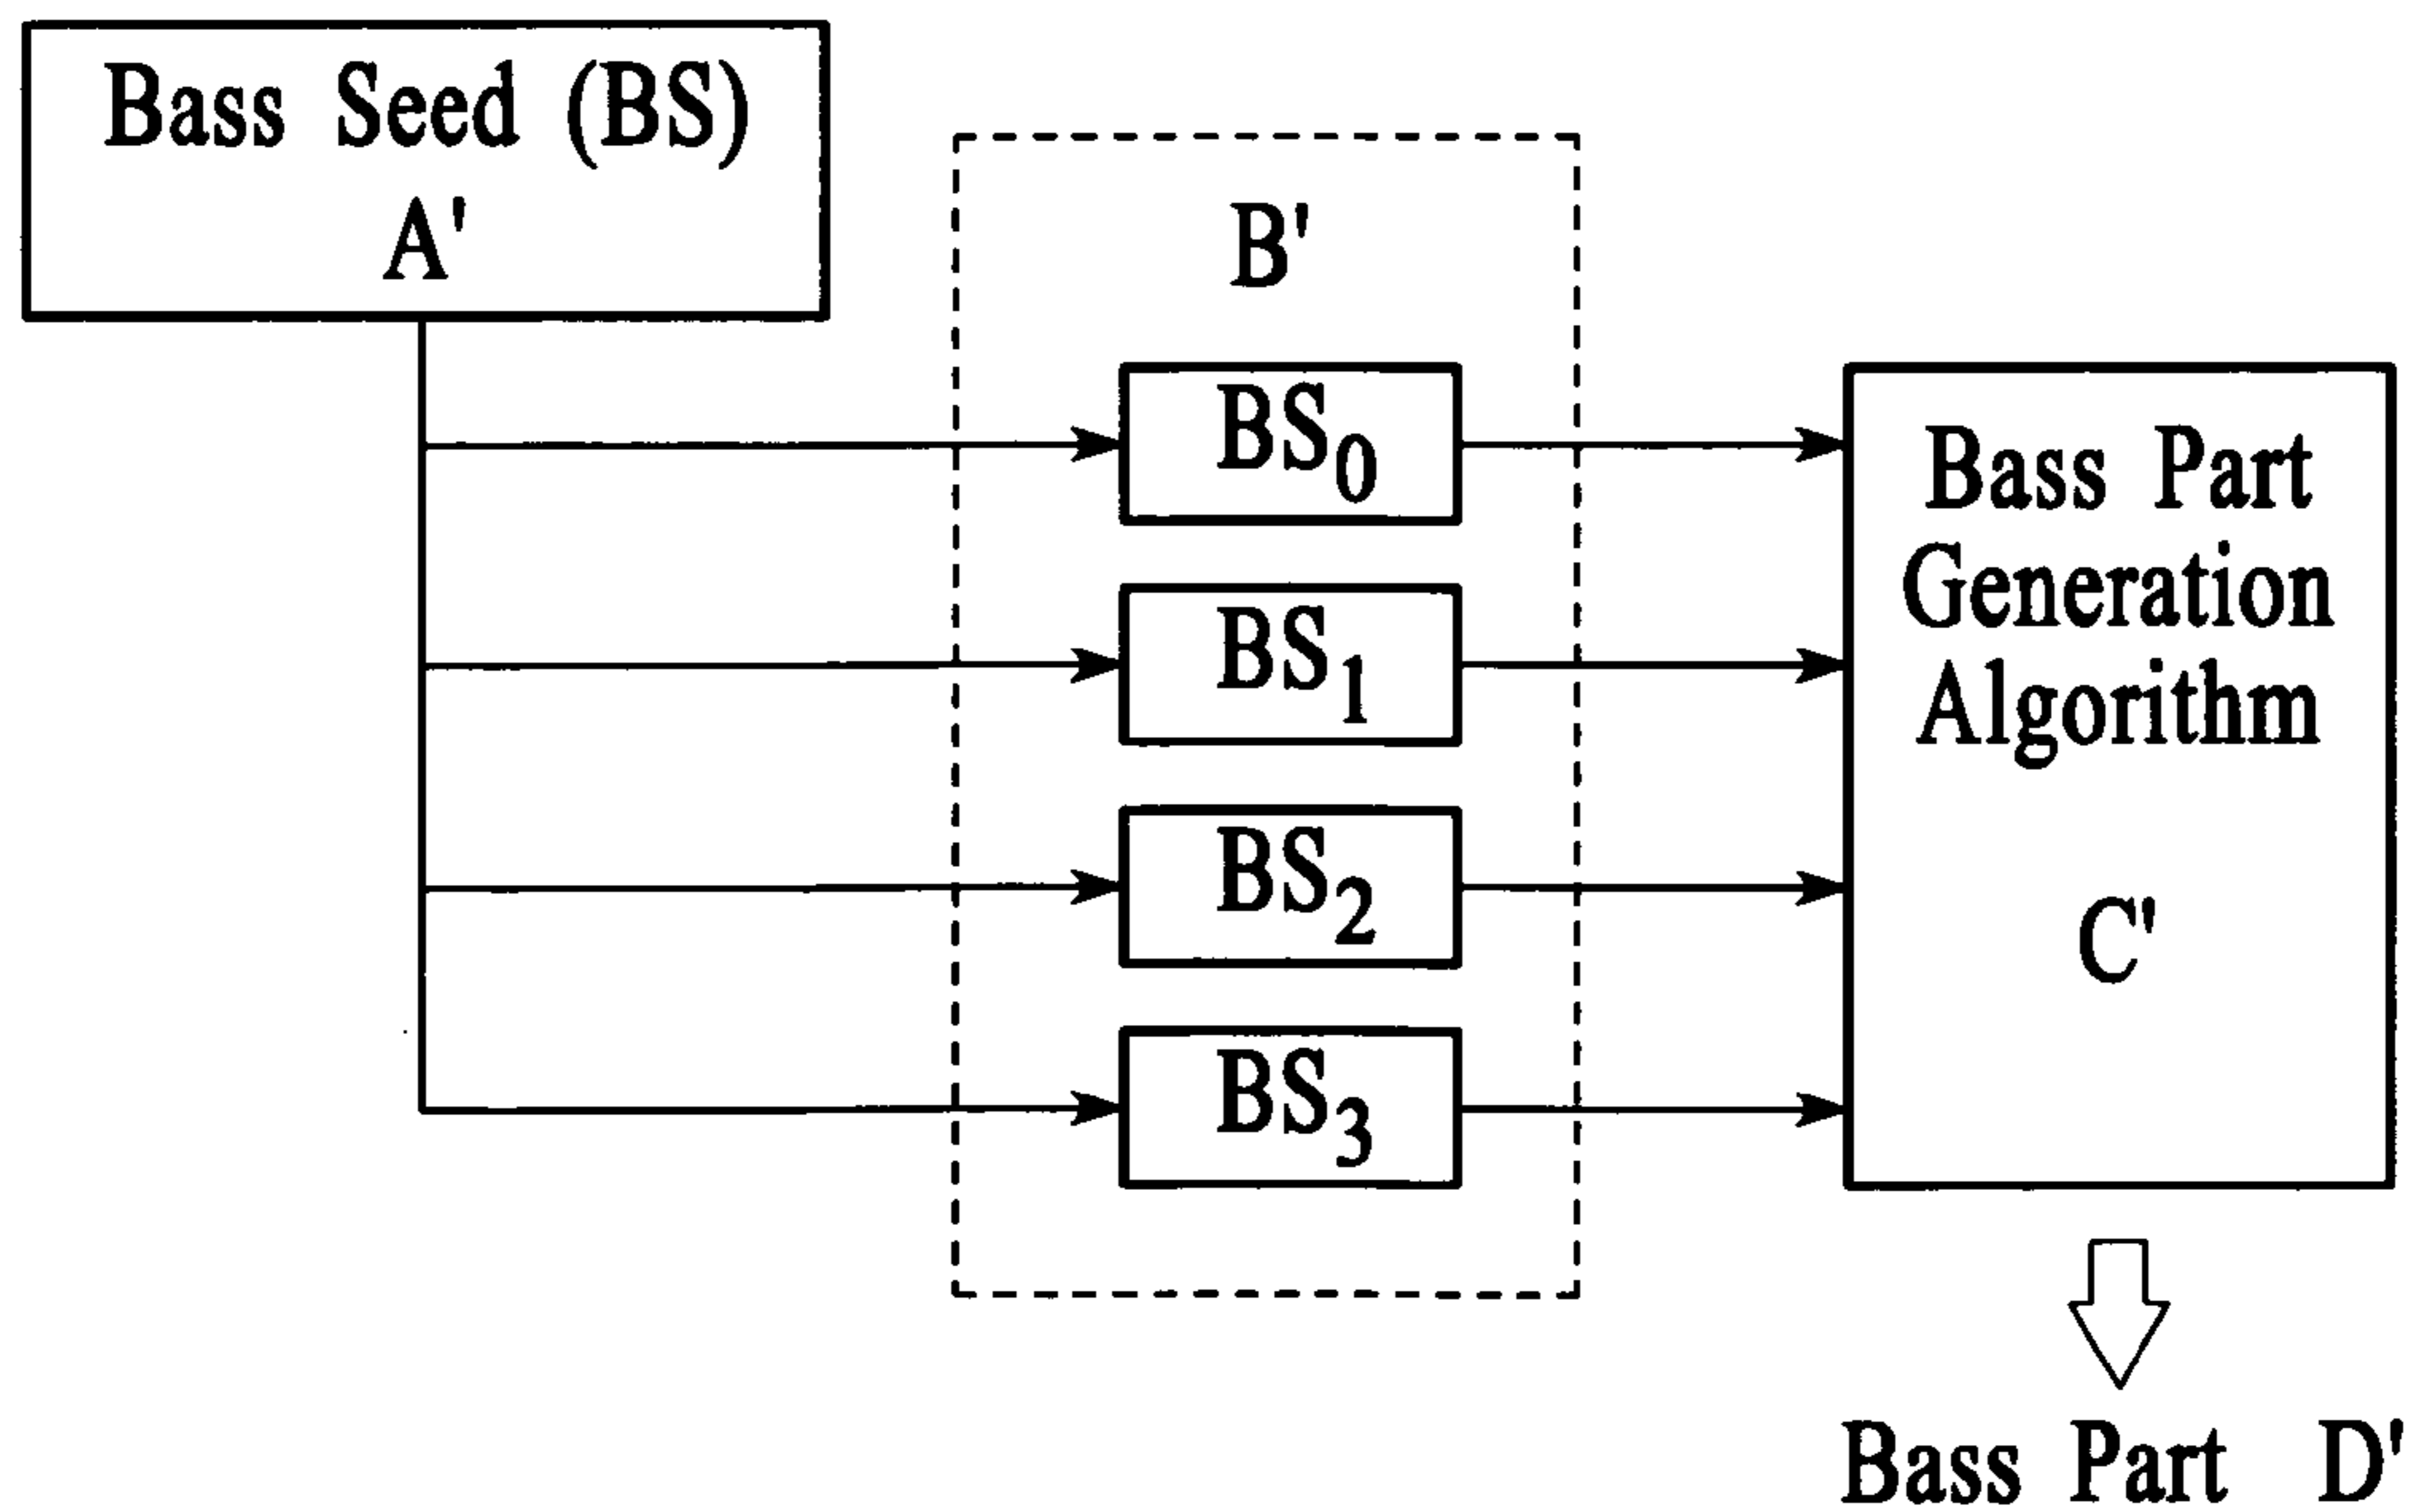 Bass Seed (BS)
A'
B'
BS₀
BS₁
BS₂
BS₃
Bass Part
Generation
Algorithm
C'
Bass Part D'